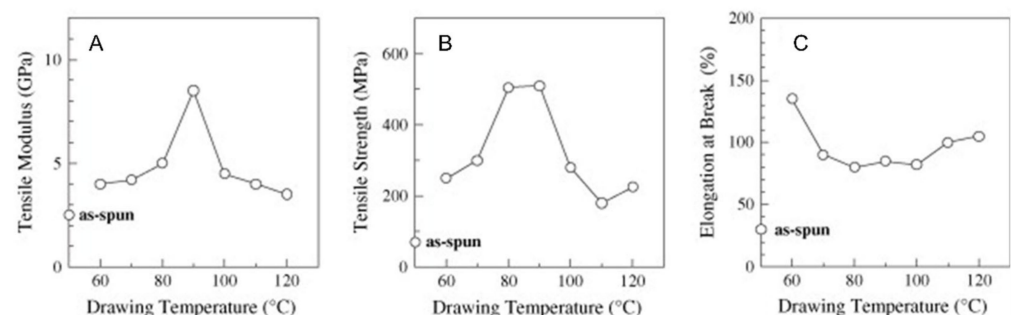 A
Tensile Modulus (GPa)
10
5
0
as-spun
60 80 100 120
Drawing Temperature (°C)
B
Tensile Strength (MPa)
600
400
200
0
as-spun
60 80 100 120
Drawing Temperature (°C)
C
Elongation at Break (%)
200
150
100
50
0
as-spun
60 80 100 120
Drawing Temperature (°C)